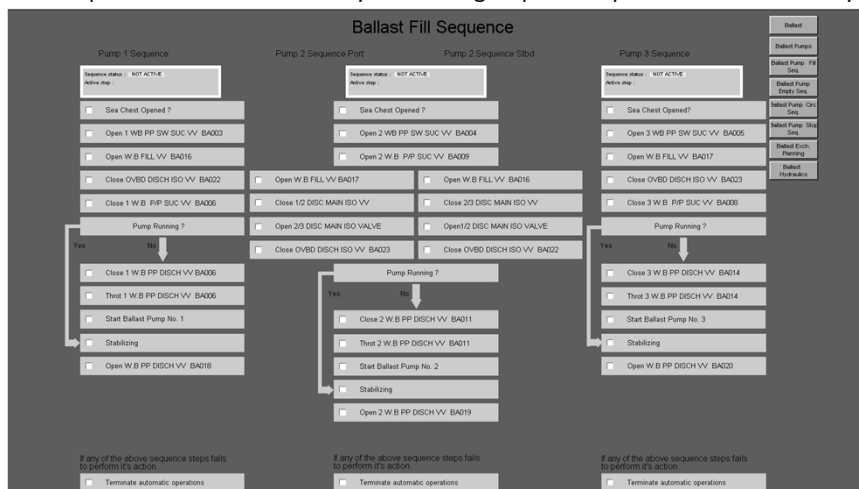 Ballast Fill Sequence
Pump 1 Sequence
Sequence status : NOT ACTIVE
Active step :
Sea Chest Opened ?
Open 1 WB PP SW SUC VV BA003
Open W.B FILL VV BA016
Close OVBD DISCH ISO VV BA022
Close 1 W.B P/P SUC VV BA006
Pump Running ?
Yes
No
Close 1 W.B PP DISCH VV BA006
Throt 1 W.B PP DISCH VV BA006
Start Ballast Pump No. 1
Stabilizing
Open W.B PP DISCH VV BA018
If any of the above sequence steps fails
to perform it's action.
Terminate automatic operations
Pump 2 Sequence Port
Pump 2 Sequence Stbd
Sequence status : NOT ACTIVE
Active step :
Sea Chest Opened ?
Open 2 WB PP SW SUC VV BA004
Open 2 W.B P/P SUC VV BA009
Open W.B FILL VV BA017
Open W.B FILL VV BA016
Close 1/2 DISC MAIN ISO VV
Close 2/3 DISC MAIN ISO VV
Open 2/3 DISC MAIN ISO VALVE
Open1/2 DISC MAIN ISO VALVE
Close OVBD DISCH ISO VV BA023
Close OVBD DISCH ISO VV BA022
Pump Running ?
Yes
No
Close 2 W.B PP DISCH VV BA011
Throt 2 W.B PP DISCH VV BA011
Start Ballast Pump No. 2
Stabilizing
Open 2 W.B PP DISCH VV BA019
If any of the above sequence steps fails
to perform it's action.
Terminate automatic operations
Pump 3 Sequence
Sequence status : NOT ACTIVE
Active step :
Sea Chest Opened?
Open 3 WB PP SW SUC VV BA005
Open W.B FILL VV BA017
Close OVBD DISCH ISO VV BA023
Close 3 W.B P/P SUC VV BA008
Pump Running ?
Yes
No
Close 3 W.B PP DISCH VV BA014
Throt 3 W.B PP DISCH VV BA014
Start Ballast Pump No. 3
Stabilizing
Open W.B PP DISCH VV BA020
If any of the above sequence steps fails
to perform it's action.
Terminate automatic operations
Ballast
Ballast Pumps
Ballast Pump Fill
Seq.
Ballast Pump
Empty Seq.
Ballast Pump Circ
Seq.
Ballast Pump Stop
Seq.
Ballast Exch.
Planning
Ballast
Hydraulics